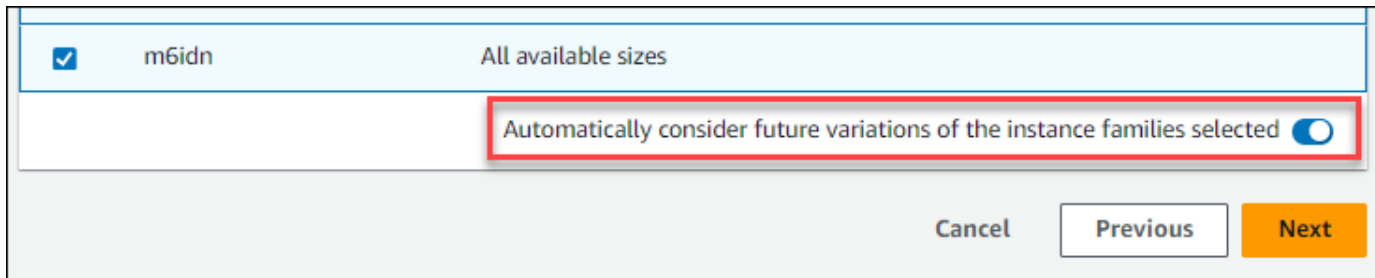 m6idn All available sizes
Automatically consider future variations of the instance families selected
Cancel Previous Next